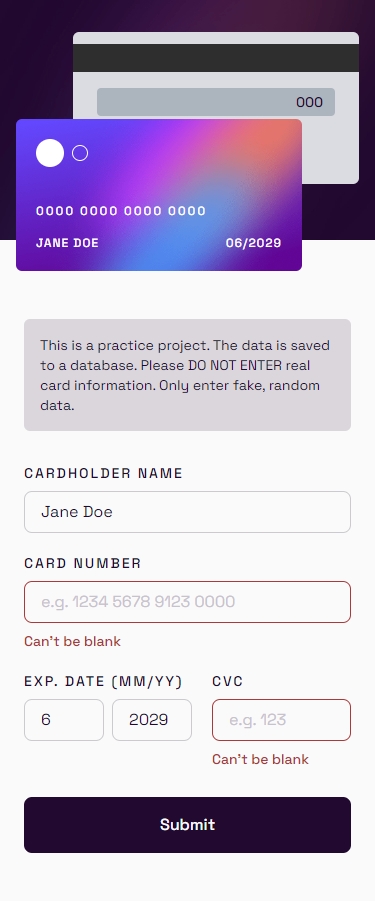 000
0000 0000 0000 0000
JANE DOE 06/2029
This is a practice project. The data is saved
to a database. Please DO NOT ENTER real
card information. Only enter fake, random
data.
CARDHOLDER NAME
Jane Doe
CARD NUMBER
e.g. 1234 5678 9123 0000
Can't be blank
EXP. DATE (MM/YY) CVC
6 2029 e.g. 123
Can't be blank
Submit